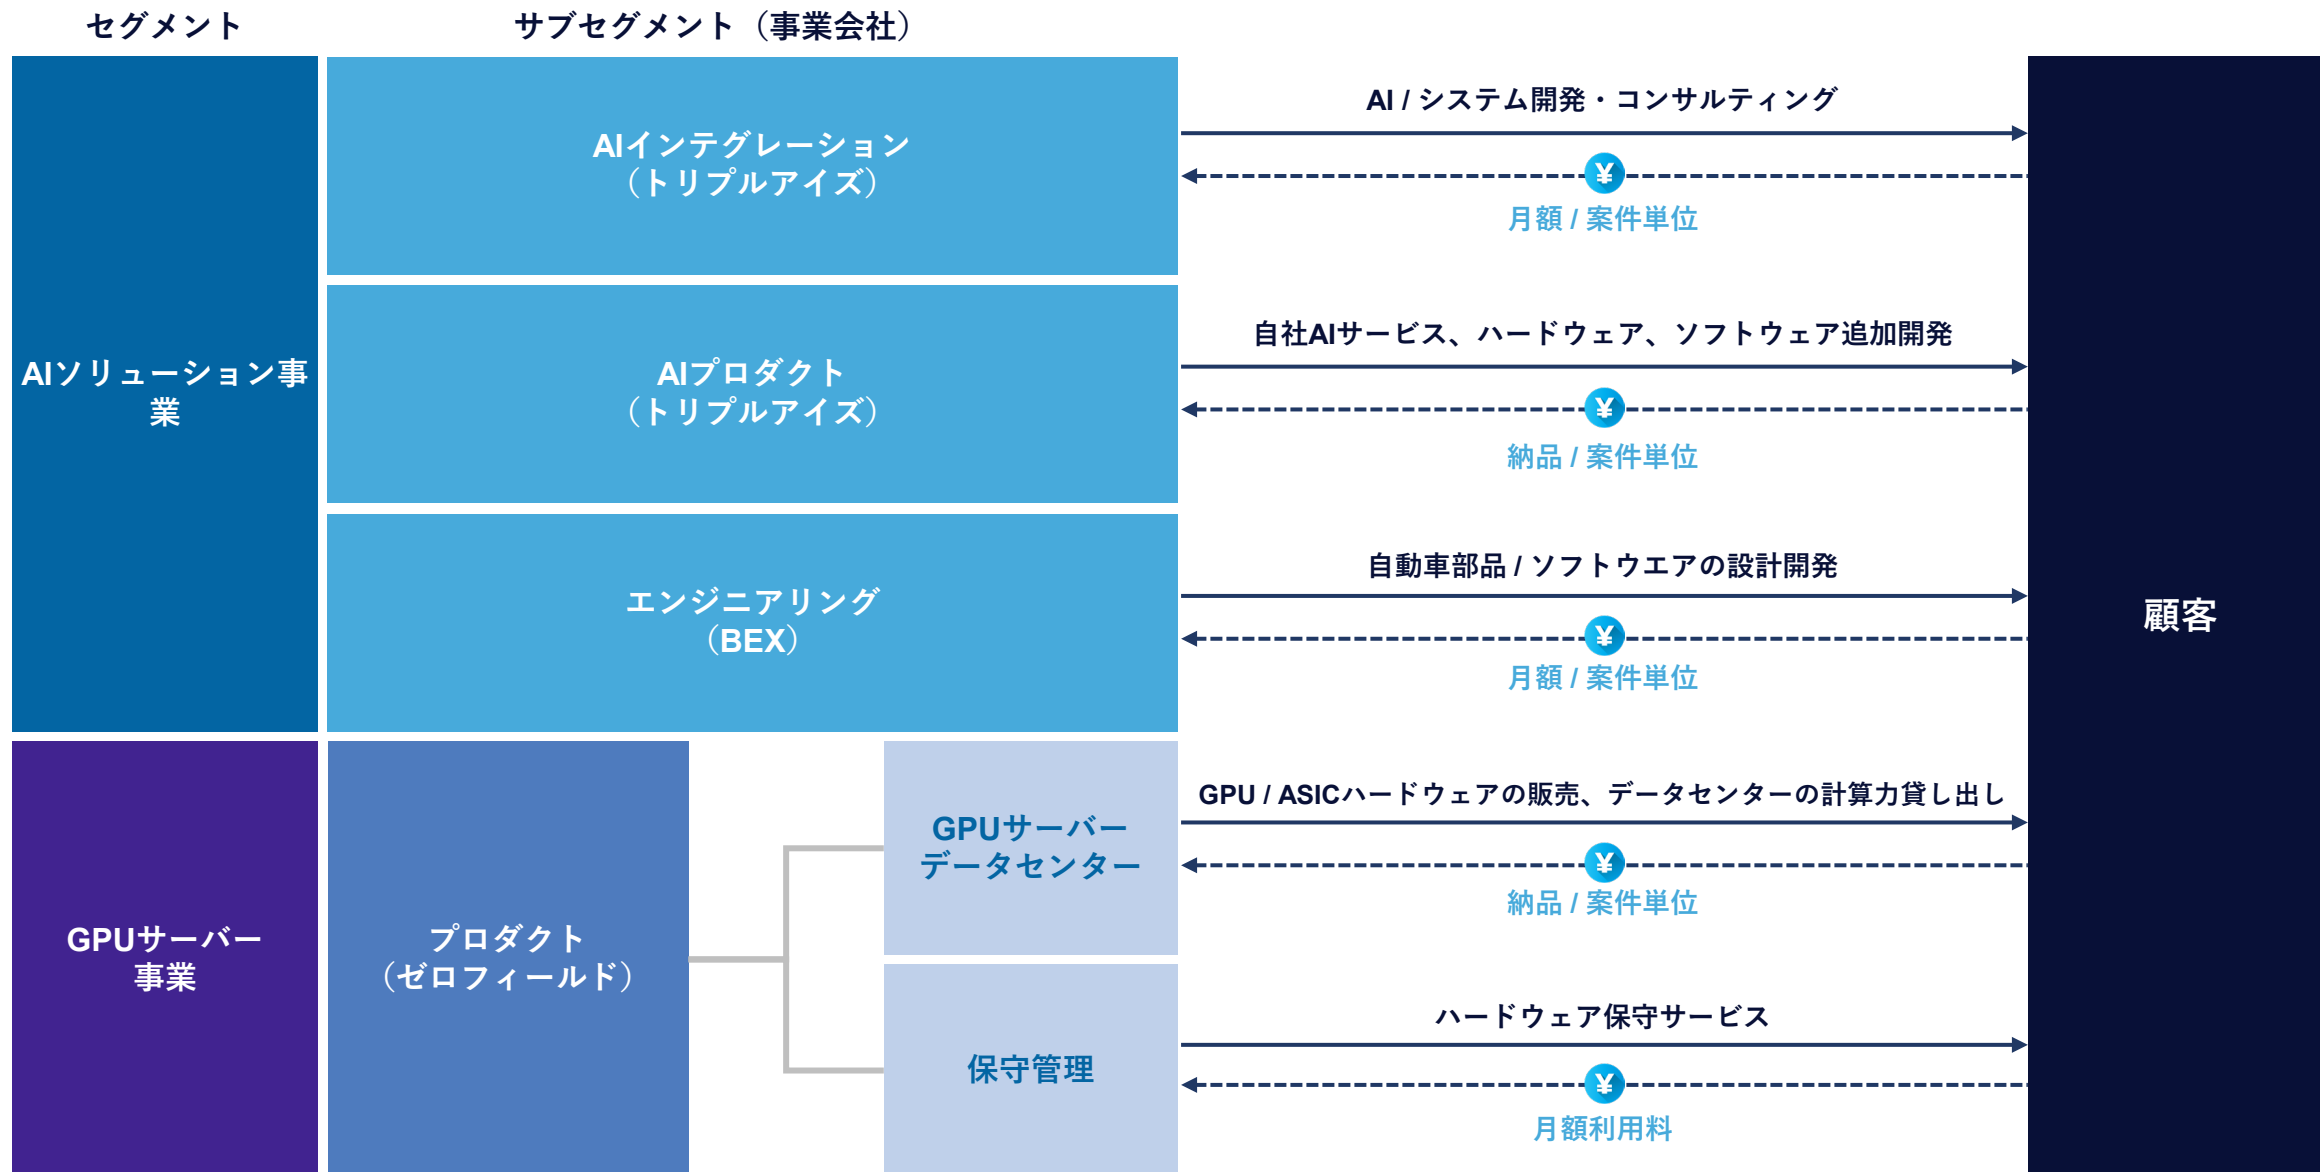 セグメント
サブセグメント（事業会社）
AIソリューション事
業
AIインテグレーション
（トリプルアイズ）
AI / システム開発・コンサルティング
¥
月額 / 案件単位
AIプロダクト
（トリプルアイズ）
自社AIサービス、ハードウェア、ソフトウェア追加開発
¥
納品 / 案件単位
エンジニアリング
（BEX）
自動車部品 / ソフトウエアの設計開発
¥
月額 / 案件単位
顧客
GPUサーバー
事業
プロダクト
（ゼロフィールド）
GPUサーバー
データセンター
GPU / ASICハードウェアの販売、データセンターの計算力貸し出し
¥
納品 / 案件単位
保守管理
ハードウェア保守サービス
¥
月額利用料